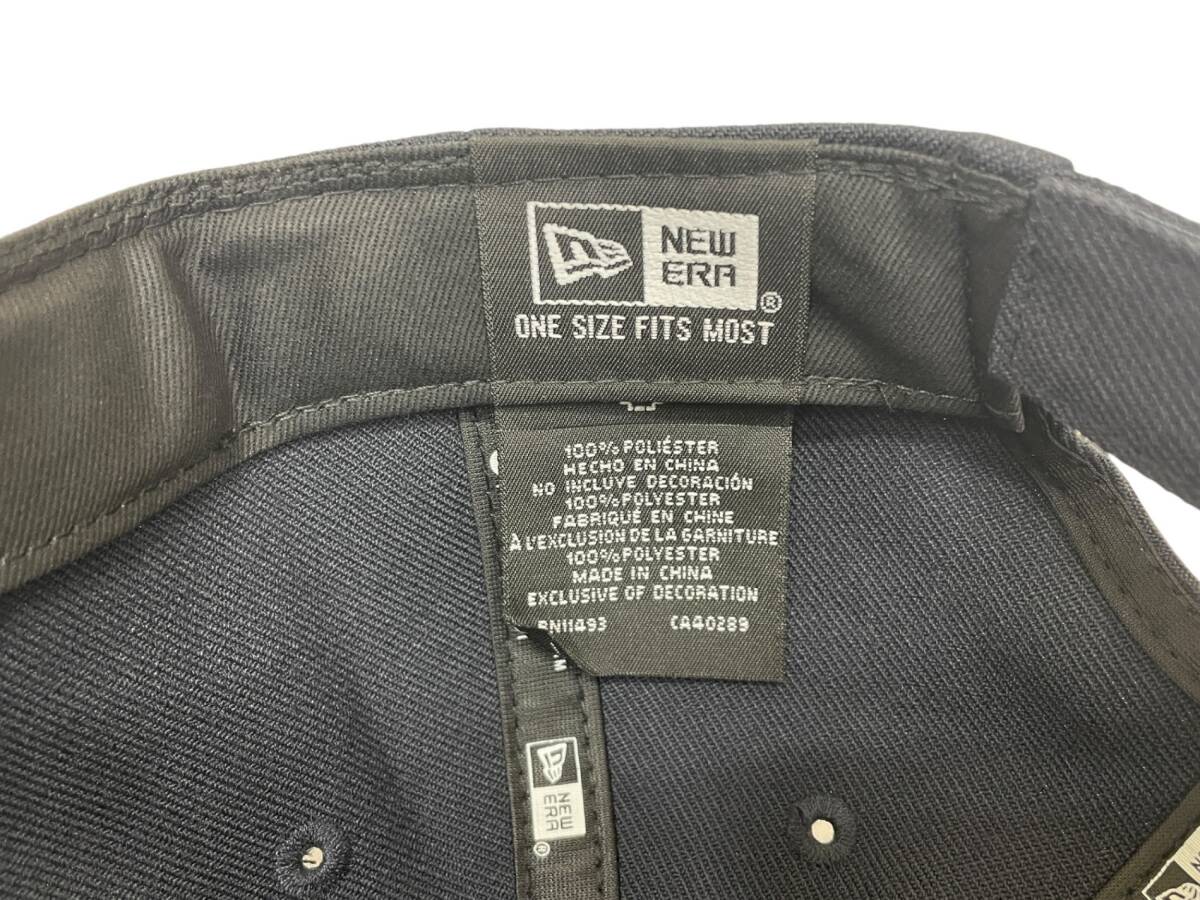 NEW
ERA
®
ONE SIZE FITS MOST
100% POLIÉSTER
HECHO EN CHINA
NO INCLUYE DECORACIÓN
100% POLYESTER
FABRIQUÉ EN CHINE
À L'EXCLUSION DE LA GARNITURE
100% POLYESTER
MADE IN CHINA
EXCLUSIVE OF DECORATION
RN11493 CA40289
NEW
ERA
®